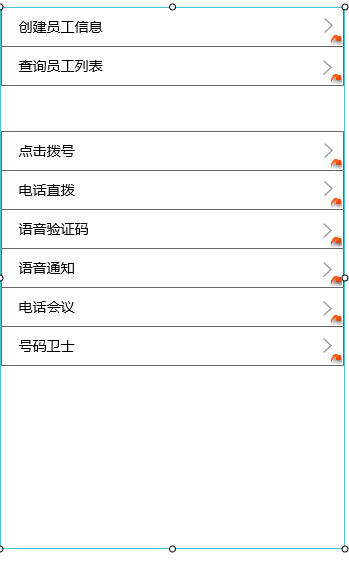 创建员工信息
查询员工列表
点击拨号
电话直拨
语音验证码
语音通知
电话会议
号码卫士